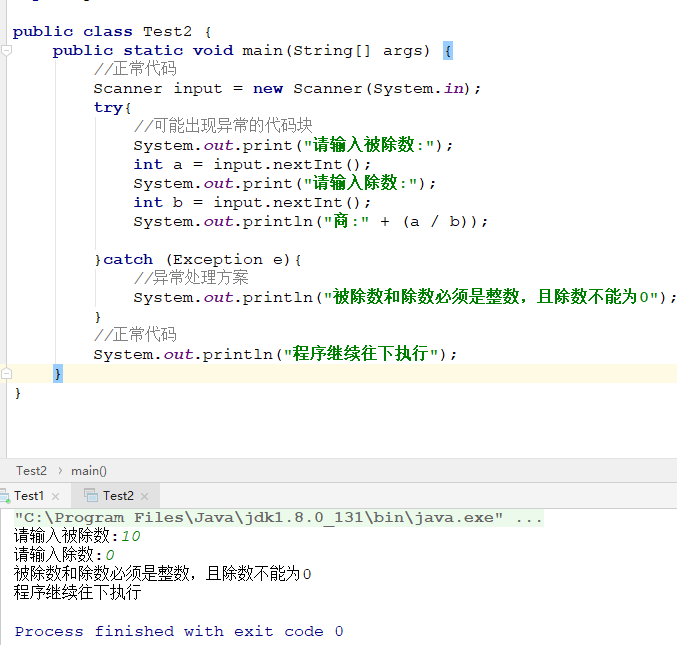 public class Test2 {
public static void main(String[] args) {
//正常代码
Scanner input = new Scanner(System.in);
try{
//可能出现异常的代码块
System.out.print("请输入被除数:");
int a = input.nextInt();
System.out.print("请输入除数:");
int b = input.nextInt();
System.out.println("商:" + (a / b));
}catch (Exception e){
//异常处理方案
System.out.println("被除数和除数必须是整数，且除数不能为0");
}
//正常代码
System.out.println("程序继续往下执行");
}
}
Test2 › main()
Test1 × Test2 ×
"C:\Program Files\Java\jdk1.8.0_131\bin\java.exe" ...
请输入被除数:10
请输入除数:0
被除数和除数必须是整数，且除数不能为0
程序继续往下执行
Process finished with exit code 0